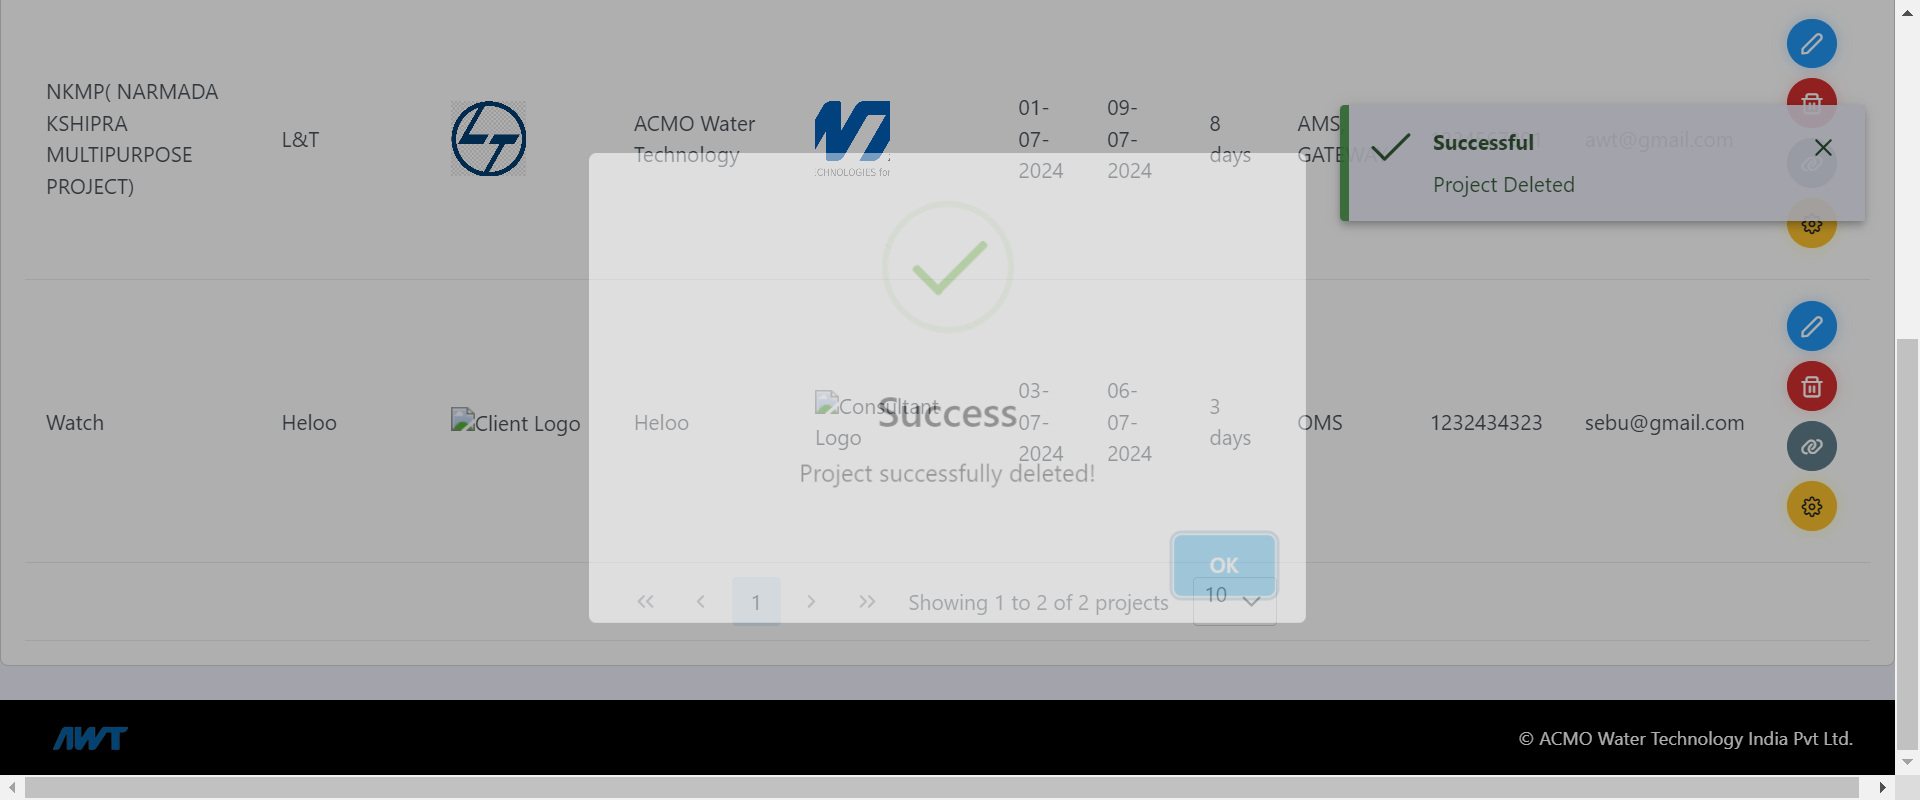 NKMP( NARMADA
KSHIPRA
MULTIPURPOSE
PROJECT)
L&T
LT
ACMO Water
Technology
CHNOLOGIES for
01-
07-
2024
09-
07-
2024
8
days
AMS
GATEWA
awt@gmail.com
Successful
Project Deleted
Watch
Heloo
Client Logo
Heloo
Consultant
Logo
03-
07-
2024
06-
07-
2024
3
days
OMS
1232434323
sebu@gmail.com
Success
Project successfully deleted!
OK
1
Showing 1 to 2 of 2 projects
10
AWT
© ACMO Water Technology India Pvt Ltd.